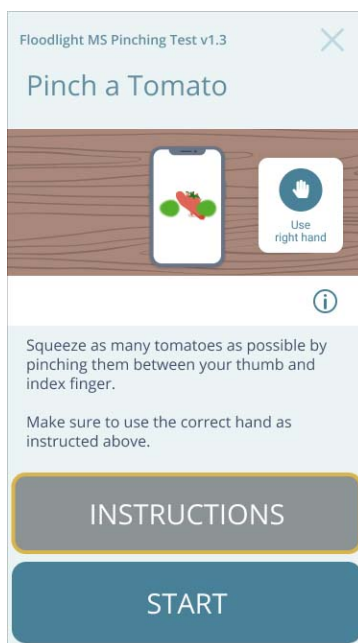 Floodlight MS Pinching Test v1.3
Pinch a Tomato
Use
right hand
Squeeze as many tomatoes as possible by
pinching them between your thumb and
index finger.
Make sure to use the correct hand as
instructed above.
INSTRUCTIONS
START